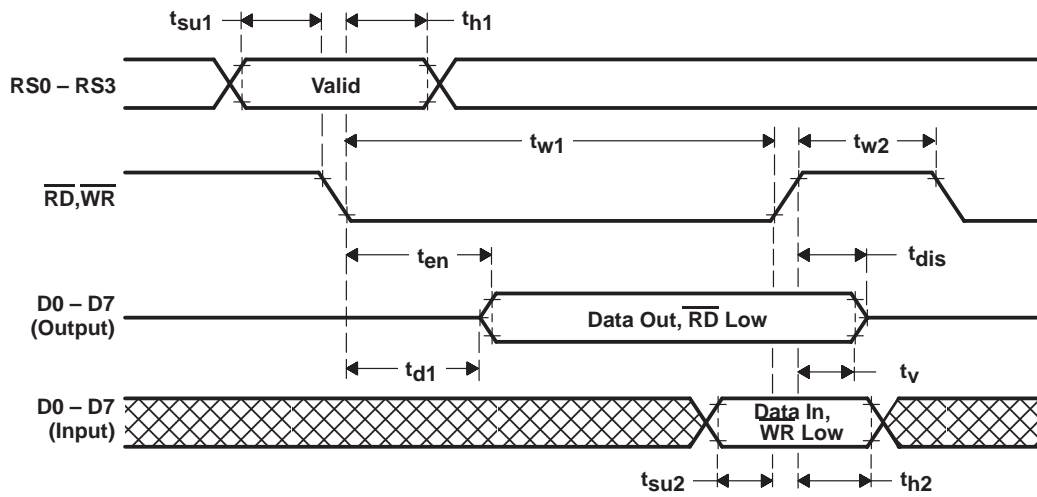 tsu1
th1
RS0 – RS3
Valid
tw1
tw2
RD,WR
ten
tdis
D0 – D7
(Output)
Data Out, RD Low
td1
tv
D0 – D7
(Input)
Data In,
WR Low
tsu2
th2